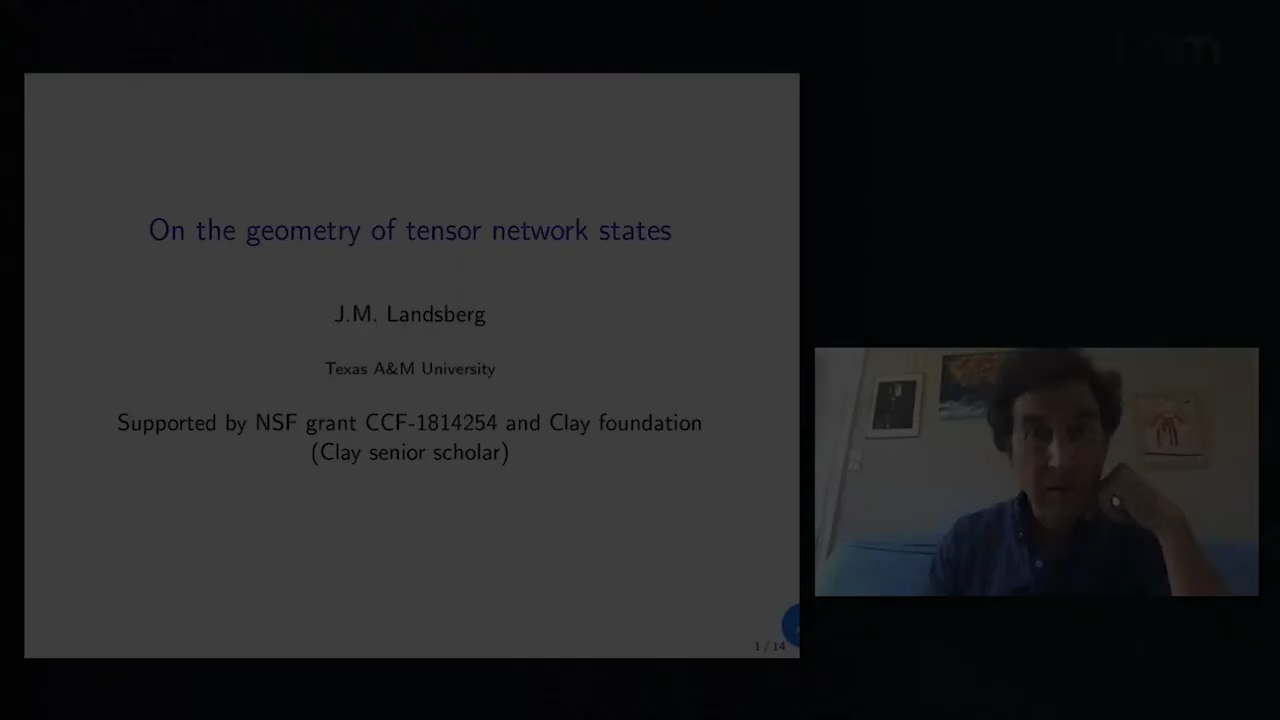 On the geometry of tensor network states
J.M. Landsberg
Texas A&M University
Supported by NSF grant CCF-1814254 and Clay foundation
(Clay senior scholar)
1 / 14